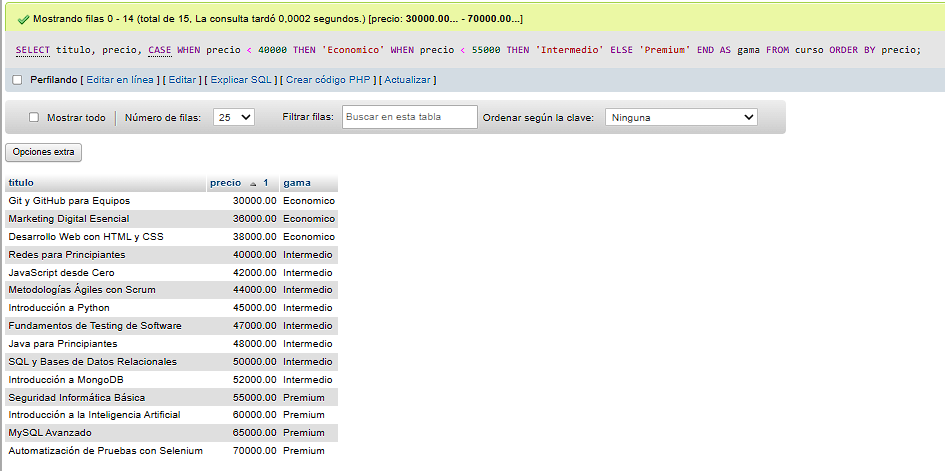 Mostrando filas 0 - 14 (total de 15, La consulta tardó 0,0002 segundos.) [precio: 30000.00... - 70000.00...]
SELECT titulo, precio, CASE WHEN precio < 40000 THEN 'Economico' WHEN precio < 55000 THEN 'Intermedio' ELSE 'Premium' END AS gama FROM curso ORDER BY precio;
Perfilando [ Editar en línea ] [ Editar ] [ Explicar SQL ] [ Crear código PHP ] [ Actualizar ]
Mostrar todo Número de filas: 25 Filtrar filas: Buscar en esta tabla Ordenar según la clave: Ninguna
Opciones extra
titulo precio 1 gama
Git y GitHub para Equipos 30000.00 Economico
Marketing Digital Esencial 36000.00 Economico
Desarrollo Web con HTML y CSS 38000.00 Economico
Redes para Principiantes 40000.00 Intermedio
JavaScript desde Cero 42000.00 Intermedio
Metodologías Ágiles con Scrum 44000.00 Intermedio
Introducción a Python 45000.00 Intermedio
Fundamentos de Testing de Software 47000.00 Intermedio
Java para Principiantes 48000.00 Intermedio
SQL y Bases de Datos Relacionales 50000.00 Intermedio
Introducción a MongoDB 52000.00 Intermedio
Seguridad Informática Básica 55000.00 Premium
Introducción a la Inteligencia Artificial 60000.00 Premium
MySQL Avanzado 65000.00 Premium
Automatización de Pruebas con Selenium 70000.00 Premium